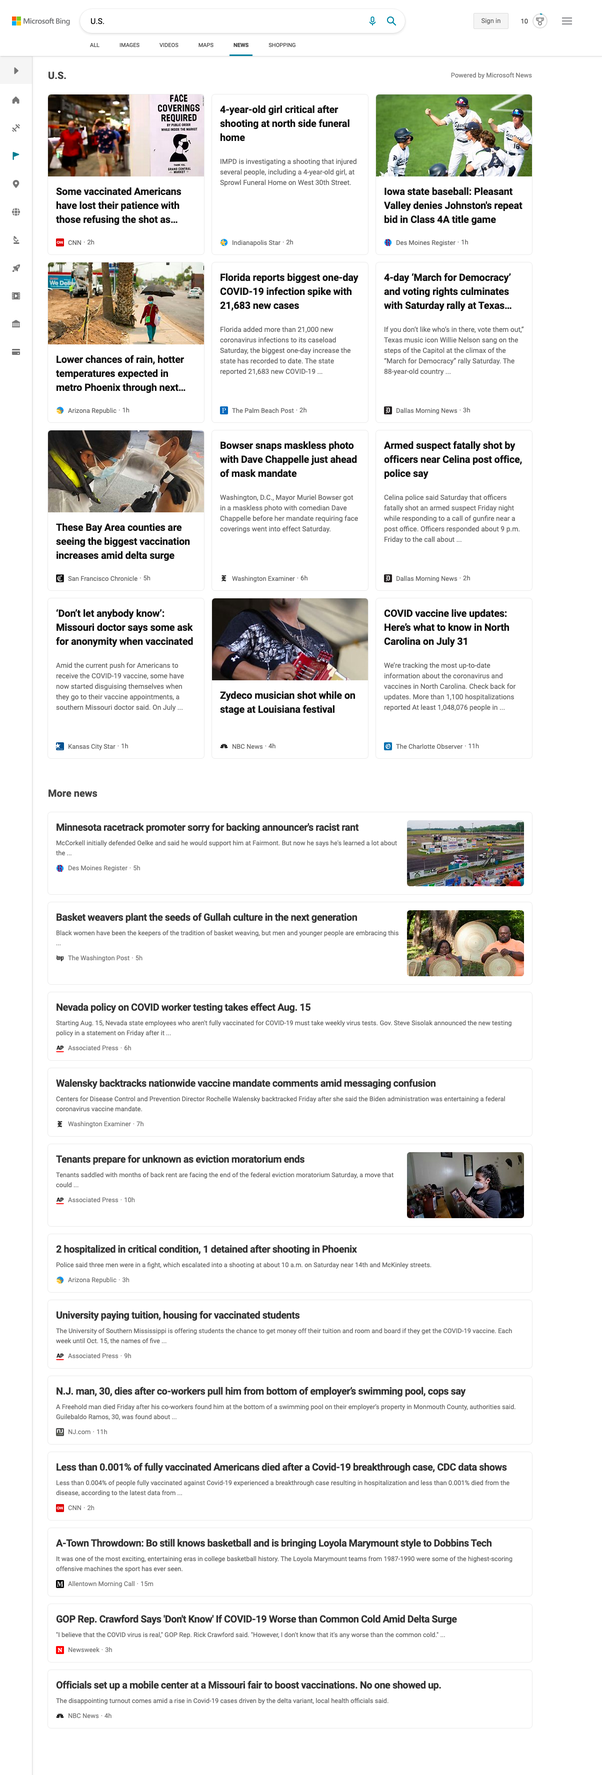 Microsoft Bing
U.S.
Sign in
10
ALL
IMAGES
VIDEOS
MAPS
NEWS
SHOPPING
U.S.
Powered by Microsoft News
FACE
COVERINGS
REQUIRED
Some vaccinated Americans
have lost their patience with
those refusing the shot as...
CNN · 2h
4-year-old girl critical after
shooting at north side funeral
home
IMPD is investigating a shooting that injured
several people, including a 4-year-old girl, at
Sprowl Funeral Home on West 30th Street.
Indianapolis Star · 2h
Iowa state baseball: Pleasant
Valley denies Johnston's repeat
bid in Class 4A title game
Des Moines Register · 1h
Lower chances of rain, hotter
temperatures expected in
metro Phoenix through next...
Arizona Republic · 1h
Florida reports biggest one-day
COVID-19 infection spike with
21,683 new cases
Florida added more than 21,000 new
coronavirus infections to its caseload
Saturday, the biggest one-day increase the
state has recorded to date. The state
reported 21,683 new COVID-19 ...
The Palm Beach Post · 2h
4-day ‘March for Democracy’
and voting rights culminates
with Saturday rally at Texas...
If you don't like who's in there, vote them out,"
Texas music icon Willie Nelson sang on the
steps of the Capitol at the climax of the
"March for Democracy" rally Saturday. The
88-year-old country ...
Dallas Morning News · 3h
These Bay Area counties are
seeing the biggest vaccination
increases amid delta surge
San Francisco Chronicle · 5h
Bowser snaps maskless photo
with Dave Chappelle just ahead
of mask mandate
Washington, D.C., Mayor Muriel Bowser got
in a maskless photo with comedian Dave
Chappelle before her mandate requiring face
coverings went into effect Saturday.
Washington Examiner · 6h
Armed suspect fatally shot by
officers near Celina post office,
police say
Celina police said Saturday that officers
fatally shot an armed suspect Friday night
while responding to a call of gunfire near a
post office. Officers responded about 9 p.m.
Friday to the call about ...
Dallas Morning News · 2h
‘Don’t let anybody know’:
Missouri doctor says some ask
for anonymity when vaccinated
Amid the current push for Americans to
receive the COVID-19 vaccine, some have
now started disguising themselves when
they go to their vaccine appointments, a
southern Missouri doctor said. On July ...
Kansas City Star · 1h
Zydeco musician shot while on
stage at Louisiana festival
NBC News · 4h
COVID vaccine live updates:
Here’s what to know in North
Carolina on July 31
We're tracking the most up-to-date
information about the coronavirus and
vaccines in North Carolina. Check back for
updates. More than 1,100 hospitalizations
reported At least 1,048,076 people in ...
The Charlotte Observer · 11h
More news
Minnesota racetrack promoter sorry for backing announcer's racist rant
McCorkell initially defended Oelke and said he would support him at Fairmont. But now he says he's learned a lot about
the ...
Des Moines Register · 5h
Basket weavers plant the seeds of Gullah culture in the next generation
Black women have been the keepers of the tradition of basket weaving, but men and younger people are embracing this
...
The Washington Post · 5h
Nevada policy on COVID worker testing takes effect Aug. 15
Starting Aug. 15, Nevada state employees who aren't fully vaccinated for COVID-19 must take weekly virus tests. Gov. Steve Sisolak announced the new testing
policy in a statement on Friday after it ...
Associated Press · 6h
Walensky backtracks nationwide vaccine mandate comments amid messaging confusion
Centers for Disease Control and Prevention Director Rochelle Walensky backtracked Friday after she said the Biden administration was entertaining a federal
coronavirus vaccine mandate.
Washington Examiner · 7h
Tenants prepare for unknown as eviction moratorium ends
Tenants saddled with months of back rent are facing the end of the federal eviction moratorium Saturday, a move that
could ...
Associated Press · 10h
2 hospitalized in critical condition, 1 detained after shooting in Phoenix
Police said three men were in a fight, which escalated into a shooting at about 10 a.m. on Saturday near 14th and McKinley streets.
Arizona Republic · 3h
University paying tuition, housing for vaccinated students
The University of Southern Mississippi is offering students the chance to get money off their tuition and room and board if they get the COVID-19 vaccine. Each
week until Oct. 15, the names of five ...
Associated Press · 9h
N.J. man, 30, dies after co-workers pull him from bottom of employer’s swimming pool, cops say
A Freehold man died Friday after his co-workers found him at the bottom of a swimming pool on their employer's property in Monmouth County, authorities said.
Guilebaldo Ramos, 30, was found about ...
NJ.com · 11h
Less than 0.001% of fully vaccinated Americans died after a Covid-19 breakthrough case, CDC data shows
Less than 0.004% of people fully vaccinated against Covid-19 experienced a breakthrough case resulting in hospitalization and less than 0.001% died from the
disease, according to the latest data from ...
CNN · 2h
A-Town Throwdown: Bo still knows basketball and is bringing Loyola Marymount style to Dobbins Tech
It was one of the most exciting, entertaining eras in college basketball history. The Loyola Marymount teams from 1987-1990 were some of the highest-scoring
offensive machines the sport has ever seen.
Allentown Morning Call · 15m
GOP Rep. Crawford Says 'Don't Know' If COVID-19 Worse than Common Cold Amid Delta Surge
"I believe that the COVID virus is real," GOP Rep. Rick Crawford said. "However, I don't know that it's any worse than the common cold." ...
Newsweek · 3h
Officials set up a mobile center at a Missouri fair to boost vaccinations. No one showed up.
The disappointing turnout comes amid a rise in Covid-19 cases driven by the delta variant, local health officials said.
NBC News · 4h